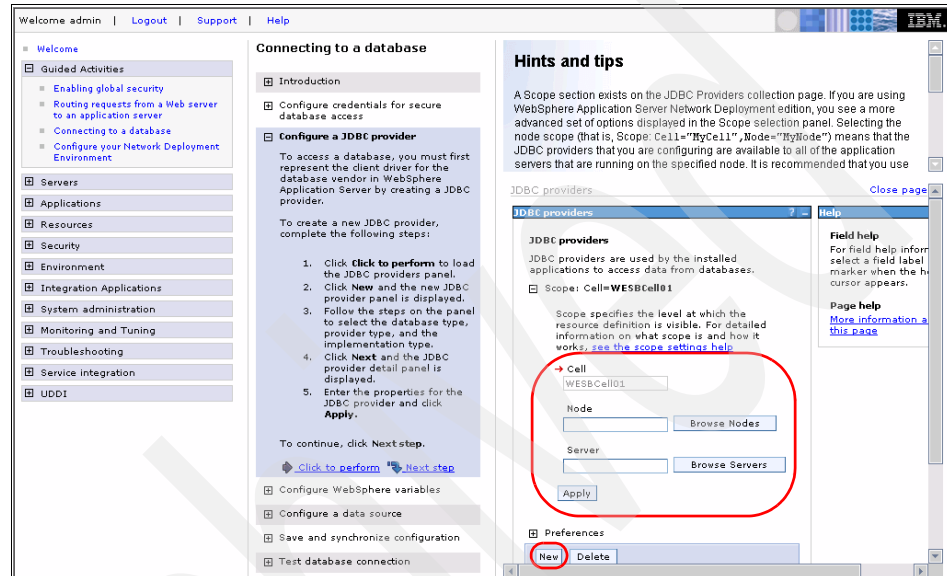 Welcome admin | Logout | Support | Help
IBM.
Welcome
Guided Activities
Enabling global security
Routing requests from a Web server
to an application server
Connecting to a database
Configure your Network Deployment
Environment
Servers
Applications
Resources
Security
Environment
Integration Applications
System administration
Monitoring and Tuning
Troubleshooting
Service integration
UDDI
Connecting to a database
Introduction
Configure credentials for secure
database access
Configure a JDBC provider
To access a database, you must first
represent the client driver for the
database vendor in WebSphere
Application Server by creating a JDBC
provider.
To create a new JDBC provider,
complete the following steps:
1. Click Click to perform to load
the JDBC providers panel.
2. Click New and the new JDBC
provider panel is displayed.
3. Follow the steps on the panel
to select the database type,
provider type, and the
implementation type.
4. Click Next and the JDBC
provider detail panel is
displayed.
5. Enter the properties for the
JDBC provider and click
Apply.
To continue, click Next step.
Click to perform Next step
Configure WebSphere variables
Configure a data source
Save and synchronize configuration
Test database connection
Hints and tips
A Scope section exists on the JDBC Providers collection page. If you are using
WebSphere Application Server Network Deployment edition, you see a more
advanced set of options displayed in the Scope selection panel. Selecting the
node scope (that is, Scope: Cell="MyCell",Node="MyNode") means that the
JDBC providers that you are configuring are available to all of the application
servers that are running on the specified node. It is recommended that you use
JDBC providers
Close page
JDBC providers ? _
JDBC providers
JDBC providers are used by the installed
applications to access data from databases.
Scope: Cell=WESBCell01
Scope specifies the level at which the
resource definition is visible. For detailed
information on what scope is and how it
works, see the scope settings help
Cell
WESBCell01
Node
Browse Nodes
Server
Browse Servers
Apply
Preferences
New Delete
Help
Field help
For field help inforr
select a field label
marker when the h
cursor appears.
Page help
More information a
this page